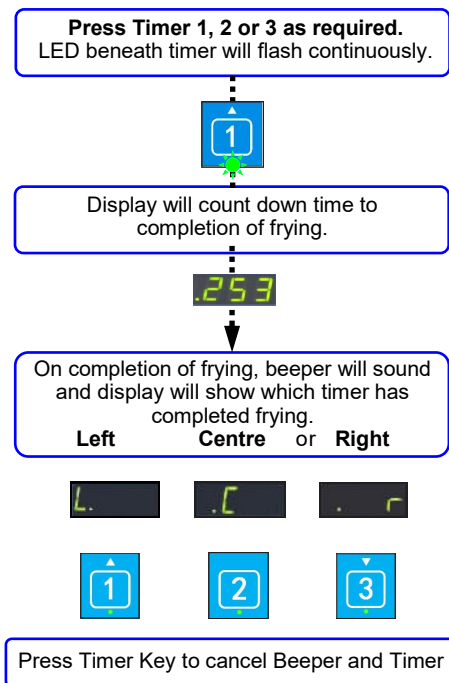 Press Timer 1, 2 or 3 as required.
LED beneath timer will flash continuously.
1
Display will count down time to
completion of frying.
.253
On completion of frying, beeper will sound
and display will show which timer has
completed frying.
Left Centre or Right
L. .C . r
1 2 3
Press Timer Key to cancel Beeper and Timer